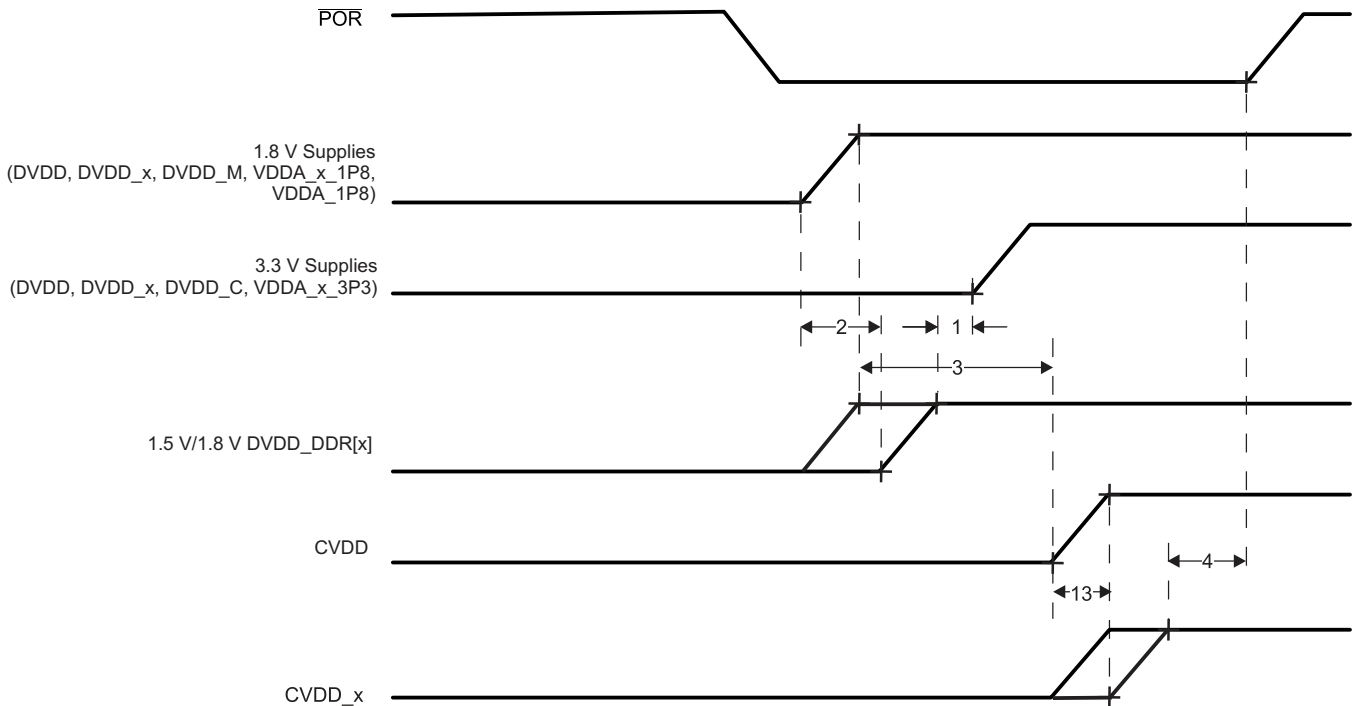 POR
1.8 V Supplies
(DVDD, DVDD_x, DVDD_M, VDDA_x_1P8,
VDDA_1P8)
3.3 V Supplies
(DVDD, DVDD_x, DVDD_C, VDDA_x_3P3)
2
1
3
1.5 V/1.8 V DVDD_DDR[x]
CVDD
4
13
CVDD_x